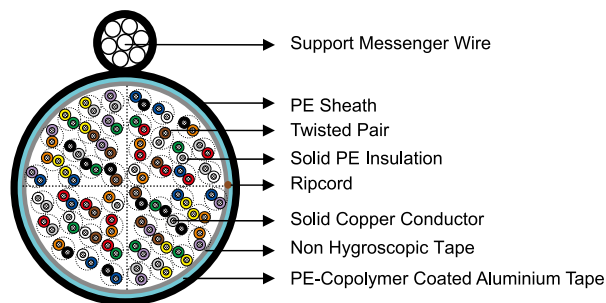 Support Messenger Wire
PE Sheath
Twisted Pair
Solid PE Insulation
Ripcord
Solid Copper Conductor
Non Hygroscopic Tape
PE-Copolymer Coated Aluminium Tape